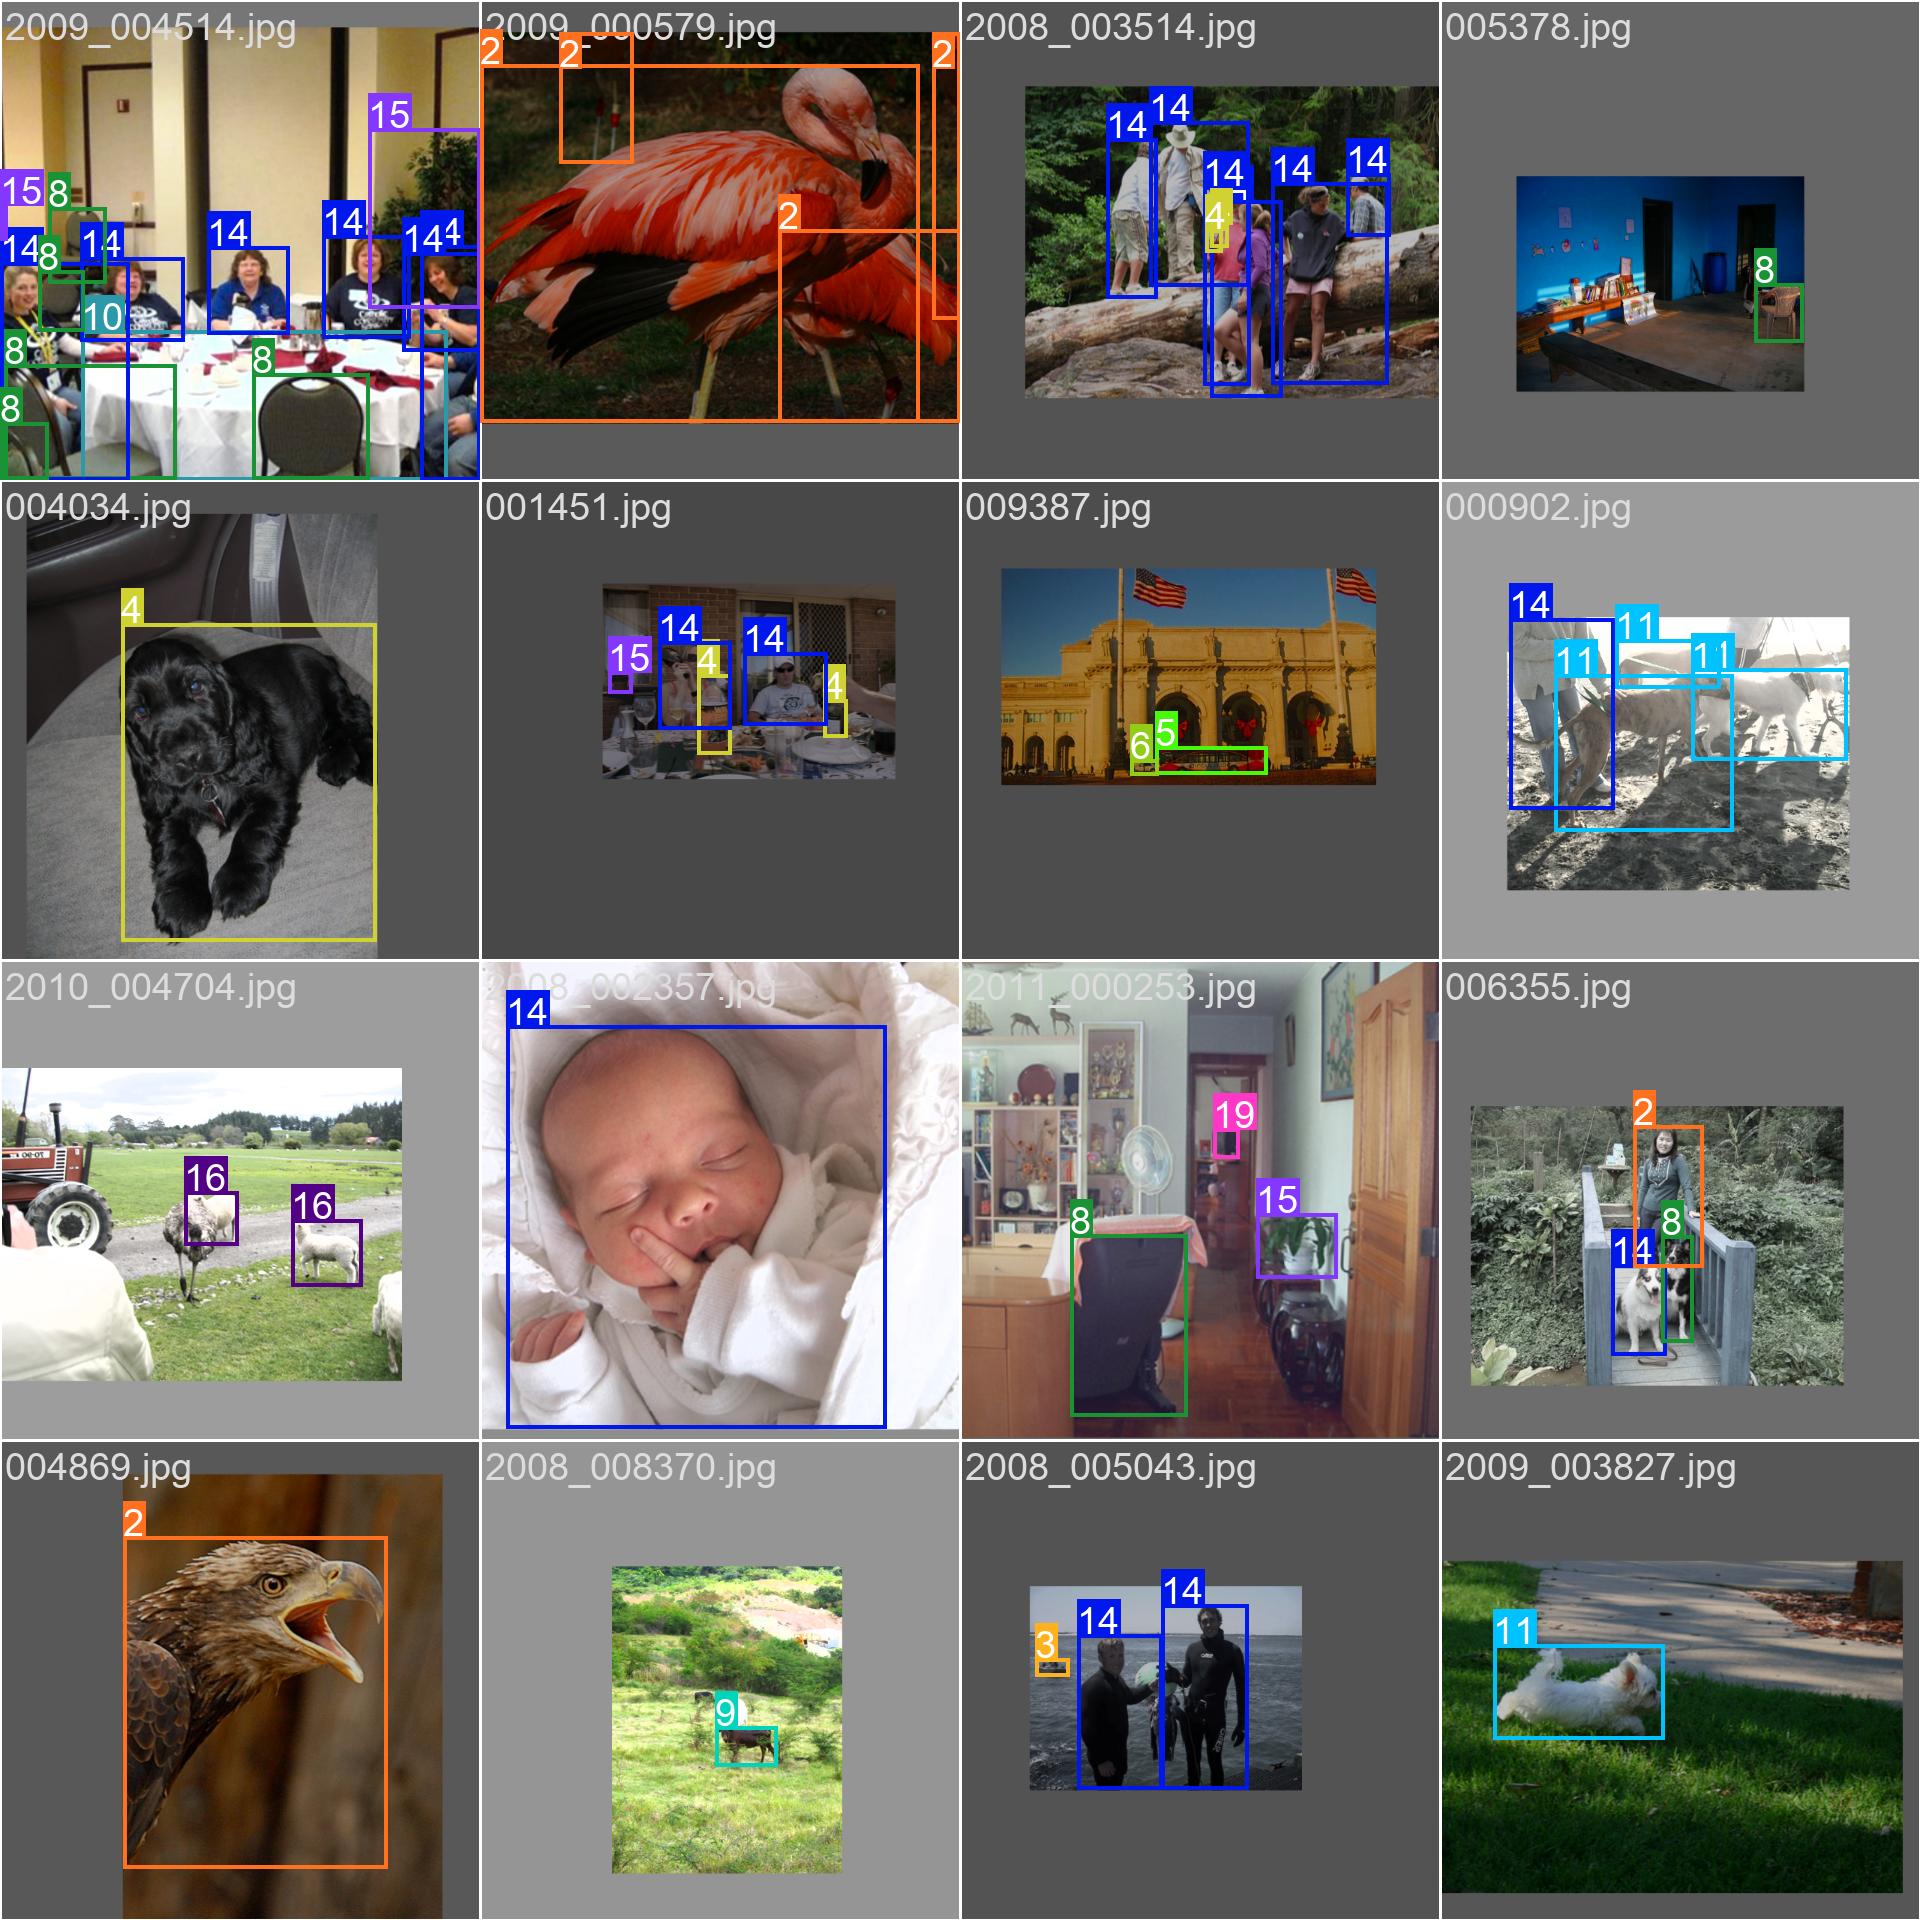 2009_004514.jpg
2009_000579.jpg
2008_003514.jpg
005378.jpg
2 2 2
14
15
14
14 14 14
15 8
4
2
14 14 14 14 4
8
8
10
8 8
8
004034.jpg
001451.jpg
009387.jpg
000902.jpg
4
14 14
15 4 4
6 5
14 11
11 11
2010_004704.jpg
2008_002357.jpg
2011_000253.jpg
006355.jpg
14
19
2
16
16
15
8
8
14
004869.jpg
2008_008370.jpg
2008_005043.jpg
2009_003827.jpg
2
9
14
14
3
11